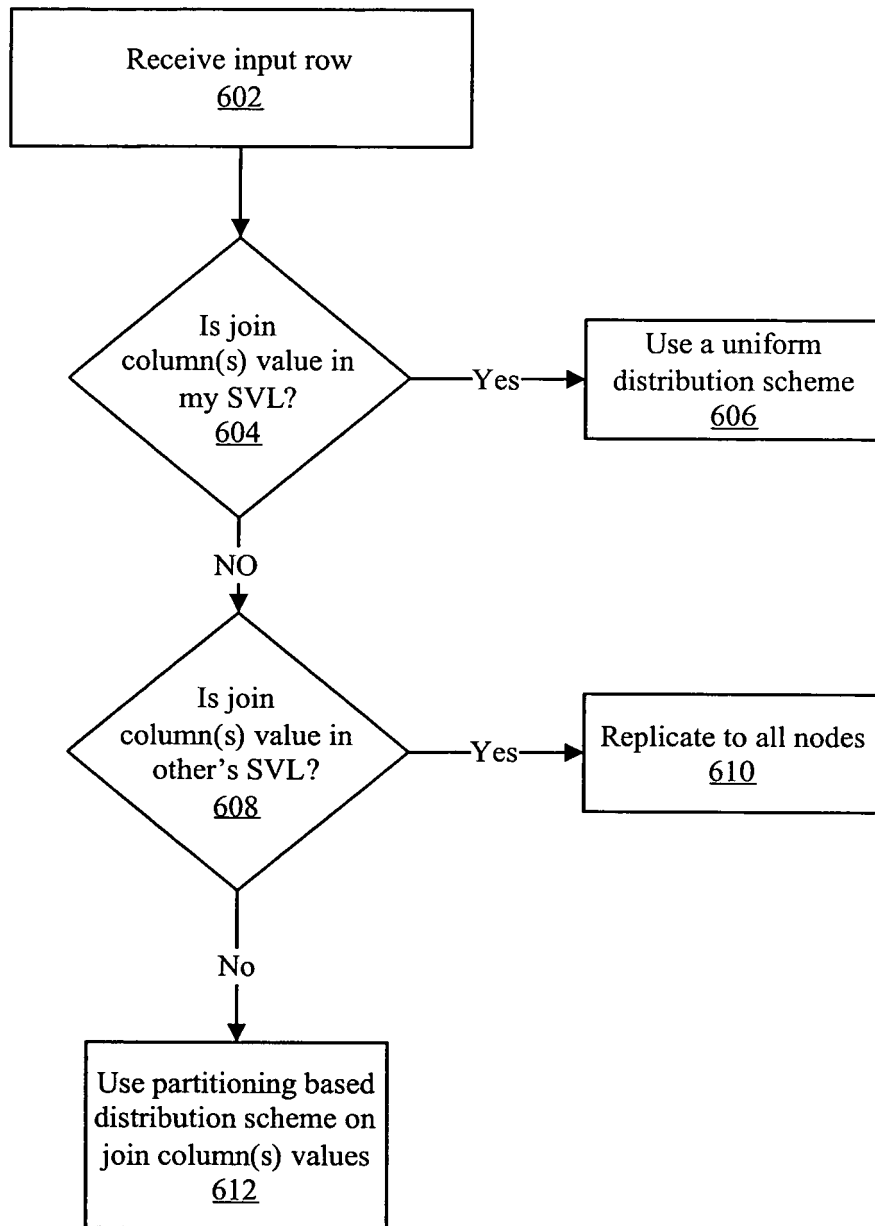 Receive input row
602
Is join
column(s) value in
my SVL?
604
Yes
Use a uniform
distribution scheme
606
NO
Is join
column(s) value in
other's SVL?
608
Yes
Replicate to all nodes
610
No
Use partitioning based
distribution scheme on
join column(s) values
612